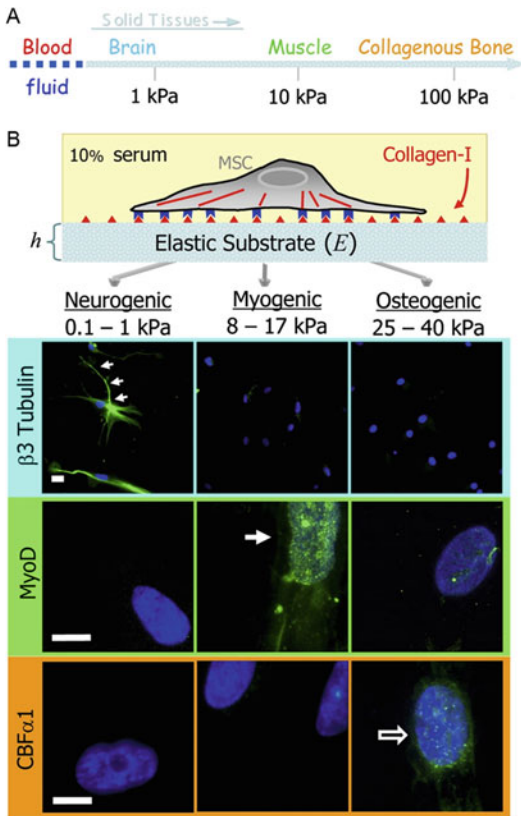 A
Solid Tissues
Blood Brain Muscle Collagenous Bone
fluid
1 kPa 10 kPa 100 kPa
B
10% serum MSC Collagen-I
h Elastic Substrate (E)
Neurogenic Myogenic Osteogenic
0.1 – 1 kPa 8 – 17 kPa 25 – 40 kPa
β3 Tubulin
MyoD
CBFα1